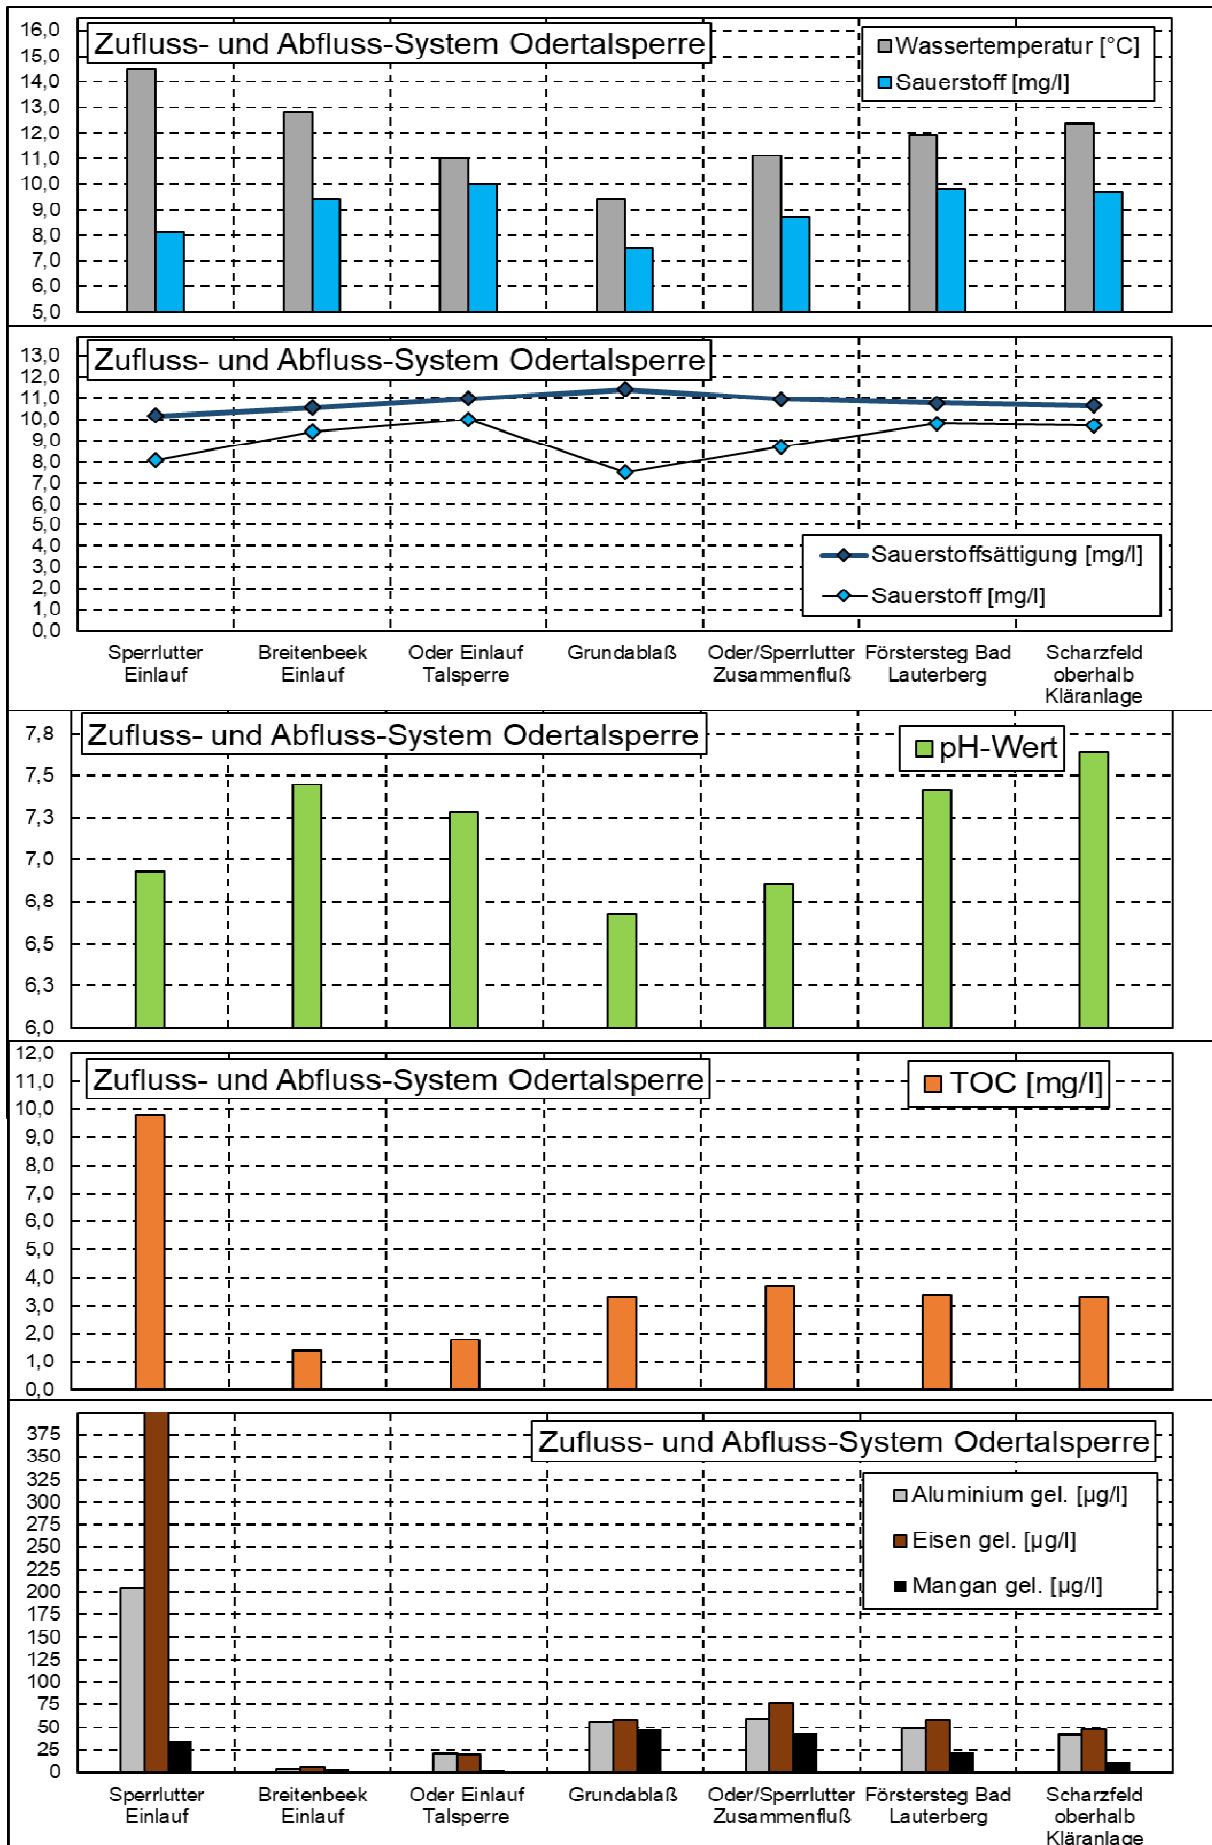 Zufluss- und Abfluss-System Odertalsperre
Wassertemperatur [°C]
Sauerstoff [mg/l]
16,0
15,0
14,0
13,0
12,0
11,0
10,0
9,0
8,0
7,0
6,0
5,0
Zufluss- und Abfluss-System Odertalsperre
13,0
12,0
11,0
10,0
9,0
8,0
7,0
6,0
5,0
4,0
3,0
2,0
1,0
0,0
Sauerstoffsättigung [mg/l]
Sauerstoff [mg/l]
Sperrlutter Einlauf
Breitenbeek Einlauf
Oder Einlauf Talsperre
Grundablaß
Oder/Sperrlutter Zusammenfluß
Förstersteg Bad Lauterberg
Scharzfeld oberhalb Kläranlage
Zufluss- und Abfluss-System Odertalsperre
pH-Wert
7,8
7,5
7,3
7,0
6,8
6,5
6,3
6,0
Zufluss- und Abfluss-System Odertalsperre
TOC [mg/l]
12,0
11,0
10,0
9,0
8,0
7,0
6,0
5,0
4,0
3,0
2,0
1,0
0,0
Zufluss- und Abfluss-System Odertalsperre
Aluminium gel. [µg/l]
Eisen gel. [µg/l]
Mangan gel. [µg/l]
375
350
325
300
275
250
225
200
175
150
125
100
75
50
25
0
Sperrlutter Einlauf
Breitenbeek Einlauf
Oder Einlauf Talsperre
Grundablaß
Oder/Sperrlutter Zusammenfluß
Förstersteg Bad Lauterberg
Scharzfeld oberhalb Kläranlage